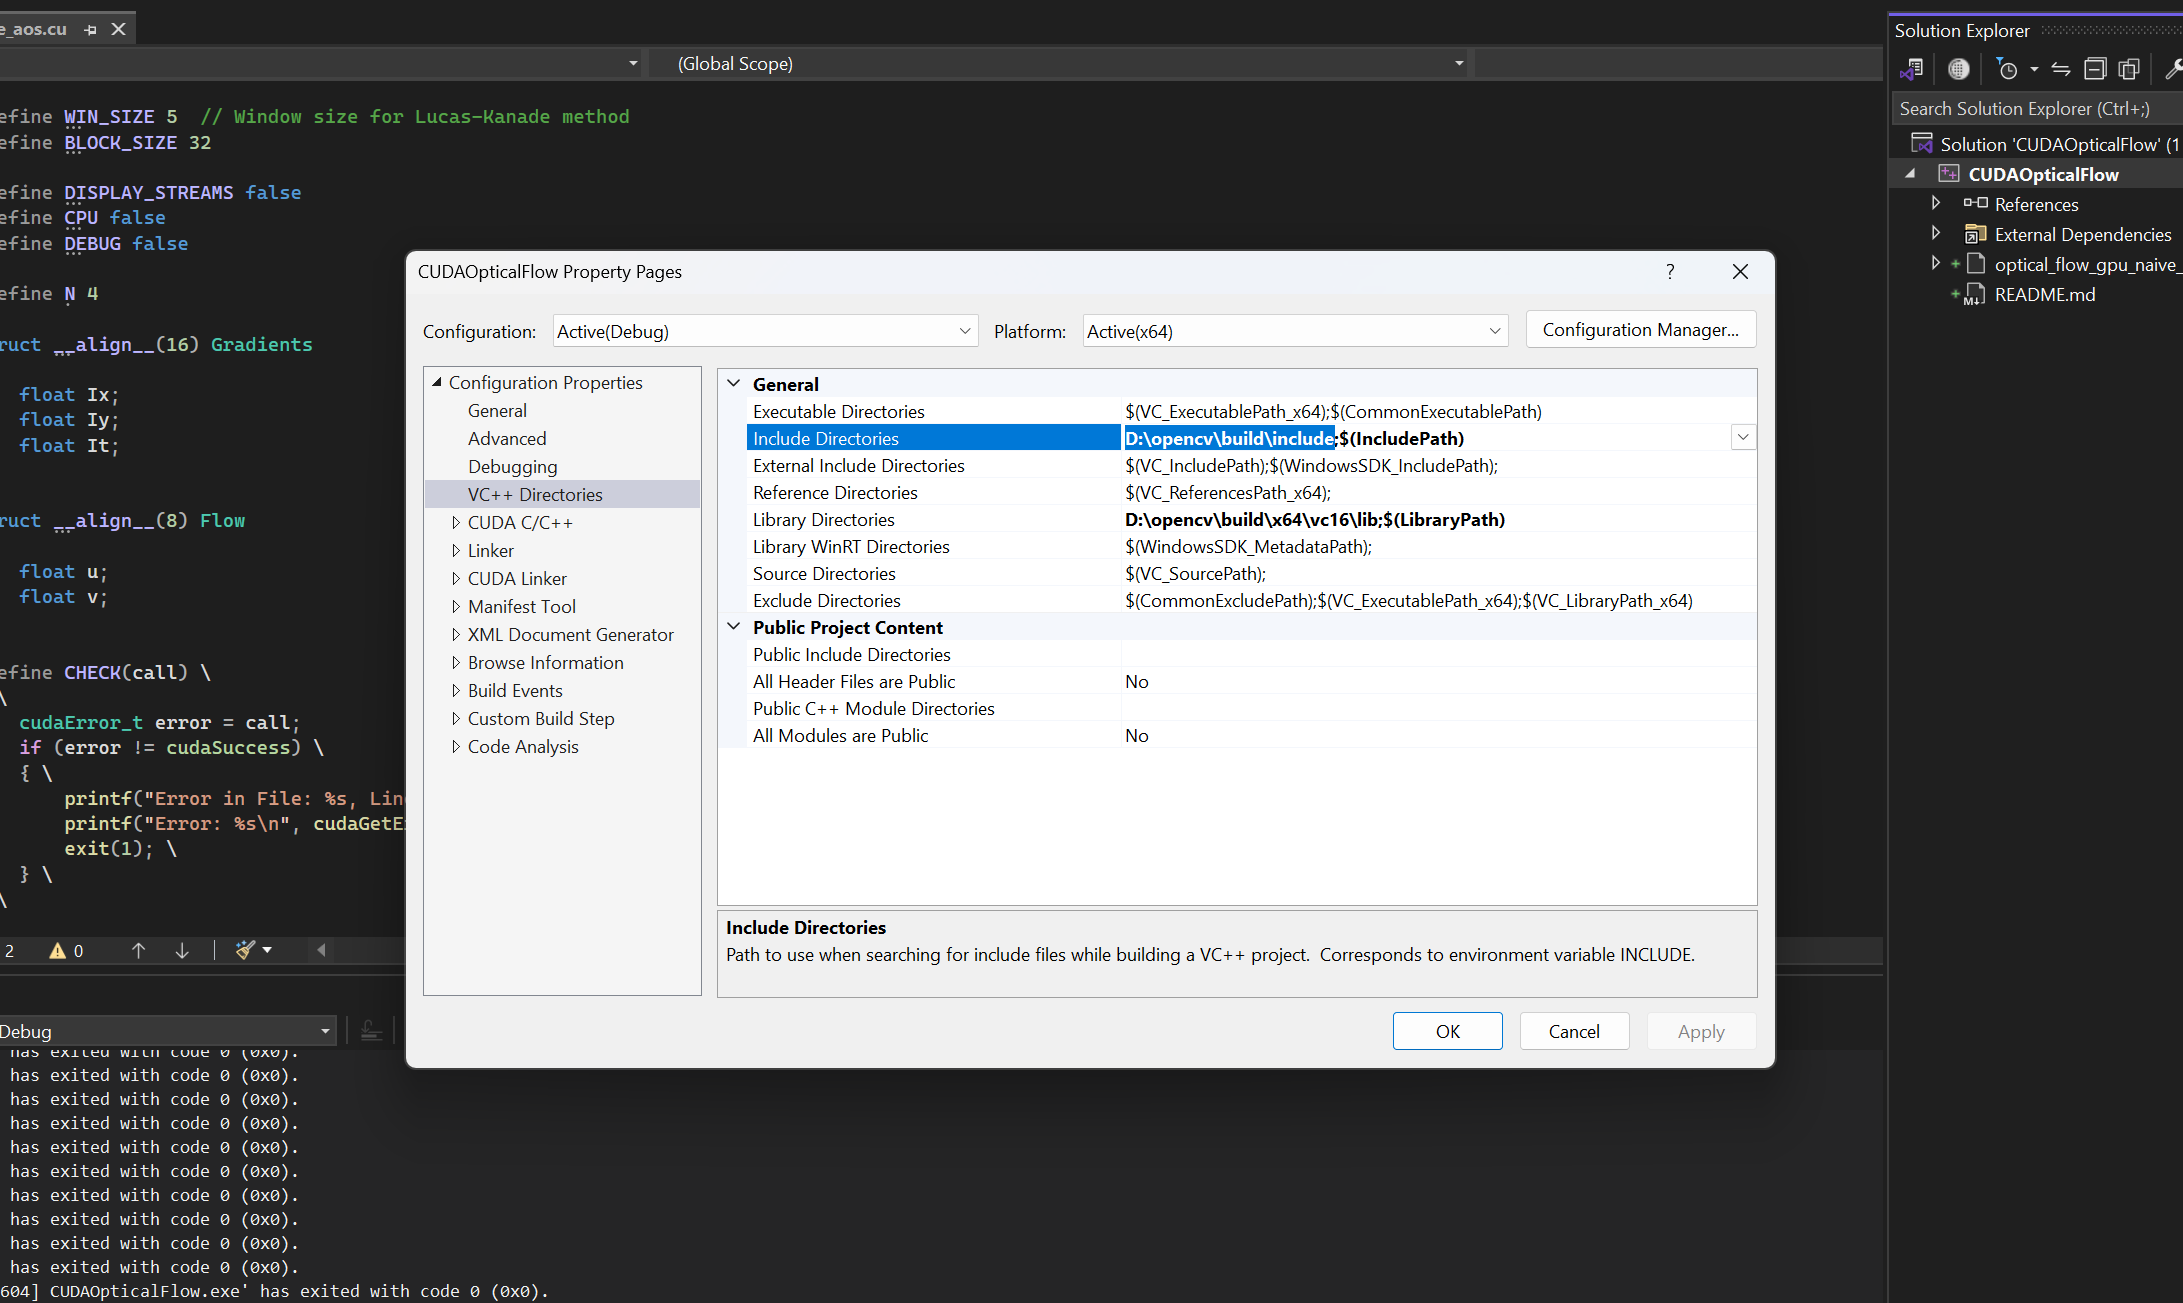 e_aos.cu
(Global Scope)
efine WIN_SIZE 5 // Window size for Lucas-Kanade method
efine BLOCK_SIZE 32
efine DISPLAY_STREAMS false
efine CPU false
efine DEBUG false
efine N 4
ruct __align__(16) Gradients
float Ix;
float Iy;
float It;
ruct __align__(8) Flow
float u;
float v;
efine CHECK(call) \
\
cudaError_t error = call;
if (error != cudaSuccess) \
{ \
printf("Error in File: %s, Lin
printf("Error: %s\n", cudaGetE
exit(1); \
} \
\
2 0
Debug
has exited with code 0 (0x0).
has exited with code 0 (0x0).
has exited with code 0 (0x0).
has exited with code 0 (0x0).
has exited with code 0 (0x0).
has exited with code 0 (0x0).
has exited with code 0 (0x0).
has exited with code 0 (0x0).
has exited with code 0 (0x0).
has exited with code 0 (0x0).
604] CUDAOpticalFlow.exe' has exited with code 0 (0x0).
CUDAOpticalFlow Property Pages ?
Configuration: Active(Debug) Platform: Active(x64) Configuration Manager...
Configuration Properties
General
Advanced
Debugging
VC++ Directories
CUDA C/C++
Linker
CUDA Linker
Manifest Tool
XML Document Generator
Browse Information
Build Events
Custom Build Step
Code Analysis
General
Executable Directories $(VC_ExecutablePath_x64);$(CommonExecutablePath)
Include Directories D:\opencv\build\include;$(IncludePath)
External Include Directories $(VC_IncludePath);$(WindowsSDK_IncludePath);
Reference Directories $(VC_ReferencesPath_x64);
Library Directories D:\opencv\build\x64\vc16\lib;$(LibraryPath)
Library WinRT Directories $(WindowsSDK_MetadataPath);
Source Directories $(VC_SourcePath);
Exclude Directories $(CommonExcludePath);$(VC_ExecutablePath_x64);$(VC_LibraryPath_x64)
Public Project Content
Public Include Directories
All Header Files are Public No
Public C++ Module Directories
All Modules are Public No
Include Directories
Path to use when searching for include files while building a VC++ project. Corresponds to environment variable INCLUDE.
OK Cancel Apply
Solution Explorer
Search Solution Explorer (Ctrl+;)
Solution 'CUDAOpticalFlow' (1
CUDAOpticalFlow
References
External Dependencies
optical_flow_gpu_naive_
README.md